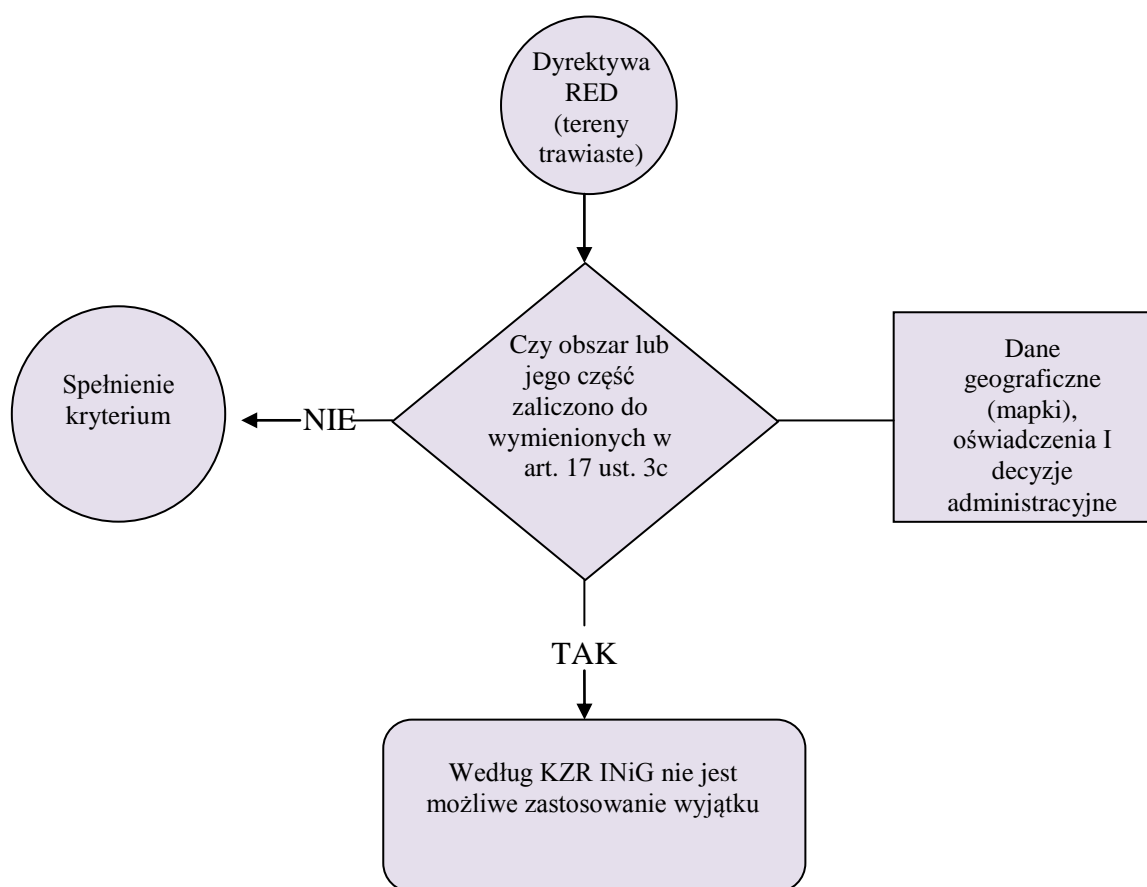 Dyrektywa
RED
(tereny
trawiaste)
Czy obszar lub
jego część
zaliczono do
wymienionych w
art. 17 ust. 3c
Spełnienie
kryterium
NIE
Dane
geograficzne
(mapki),
oświadczenia I
decyzje
administracyjne
TAK
Według KZR INiG nie jest
możliwe zastosowanie wyjątku